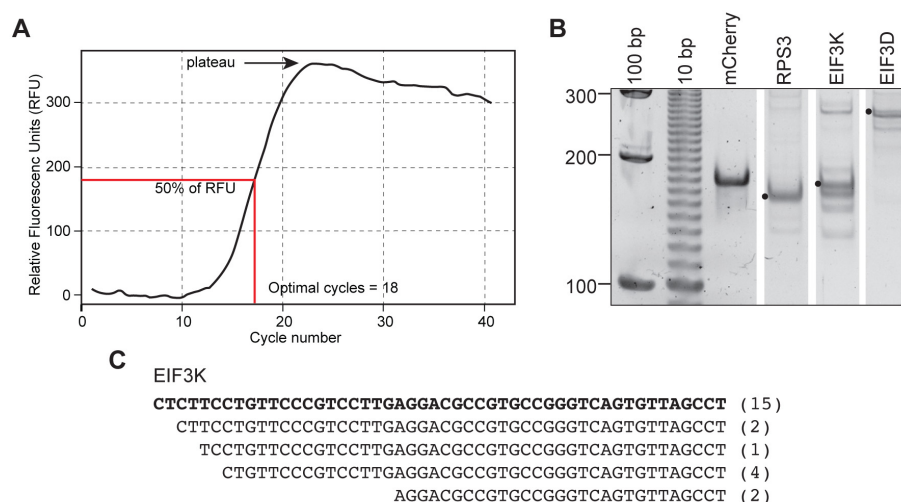 A
plateau
Relative Fluorescenc Units (RFU)
300
200
100
0
50% of RFU
Optimal cycles = 18
0
10
20
30
40
Cycle number
B
100 bp
10 bp
mCherry
RPS3
EIF3K
EIF3D
300
200
100
C
EIF3K
CTCTTCCTGTTCCCGTCCTTGAGGACGCCGTGCCGGGTCAGTGTTAGCCT (15)
CTTCCTGTTCCCGTCCTTGAGGACGCCGTGCCGGGTCAGTGTTAGCCT (2)
TCCTGTTCCCGTCCTTGAGGACGCCGTGCCGGGTCAGTGTTAGCCT (1)
CTGTTCCCGTCCTTGAGGACGCCGTGCCGGGTCAGTGTTAGCCT (4)
AGGACGCCGTGCCGGGTCAGTGTTAGCCT (2)